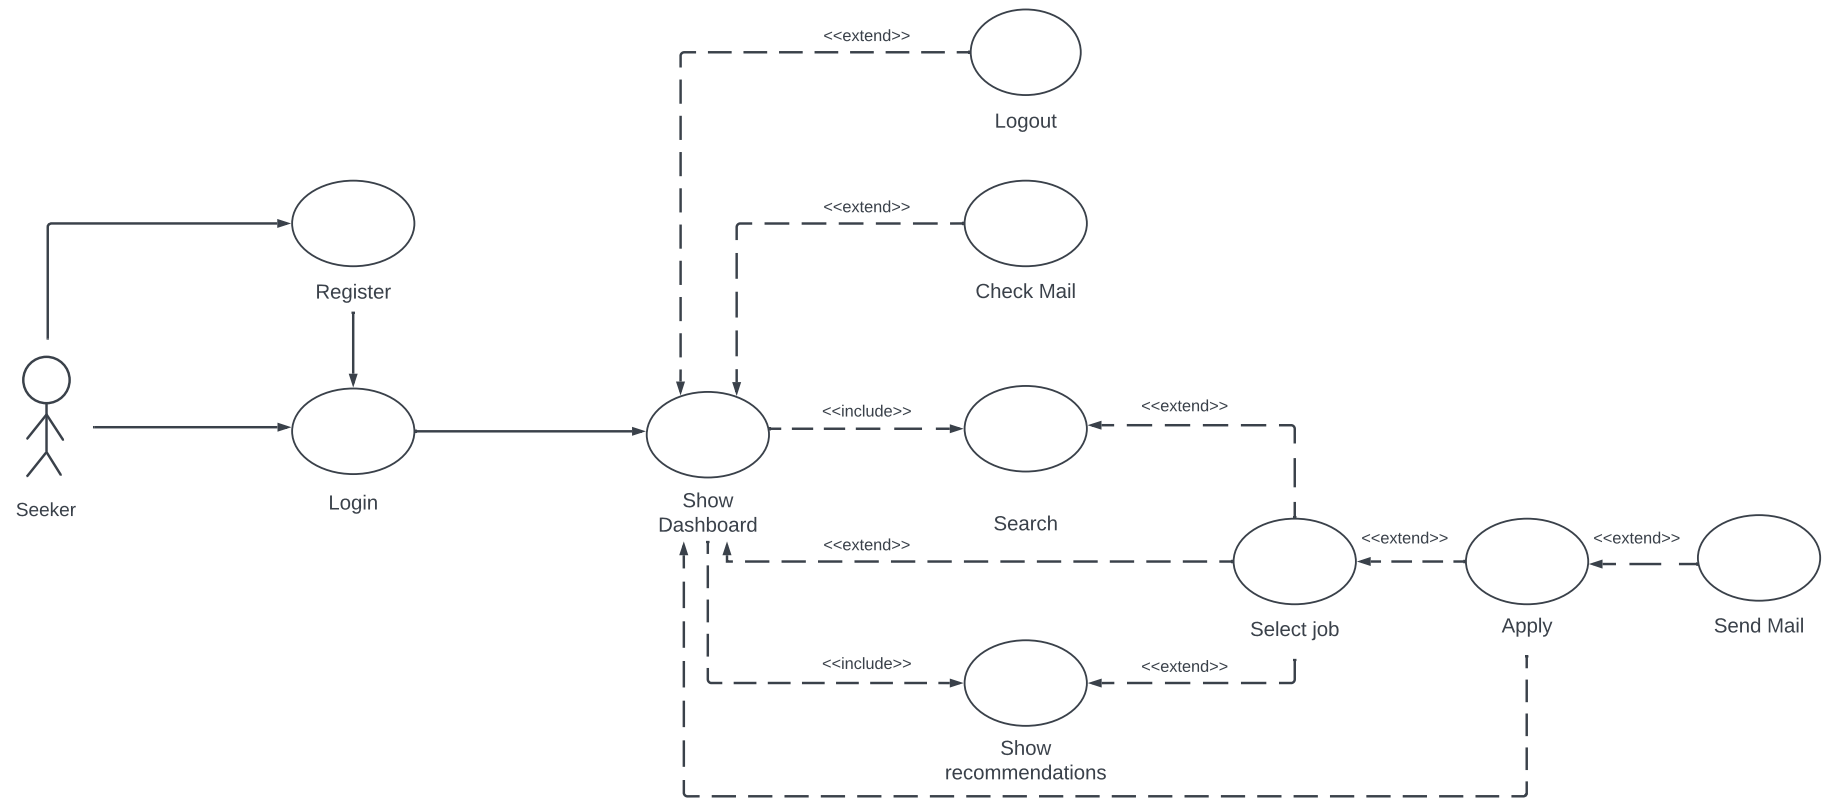 <<extend>>
Logout
<<extend>>
Check Mail
Register
<<include>>
<<extend>>
Login
Show
Dashboard
Seeker
Search
<<extend>>
<<extend>>
<<extend>>
Select job
Apply
Send Mail
<<include>>
<<extend>>
Show
recommendations